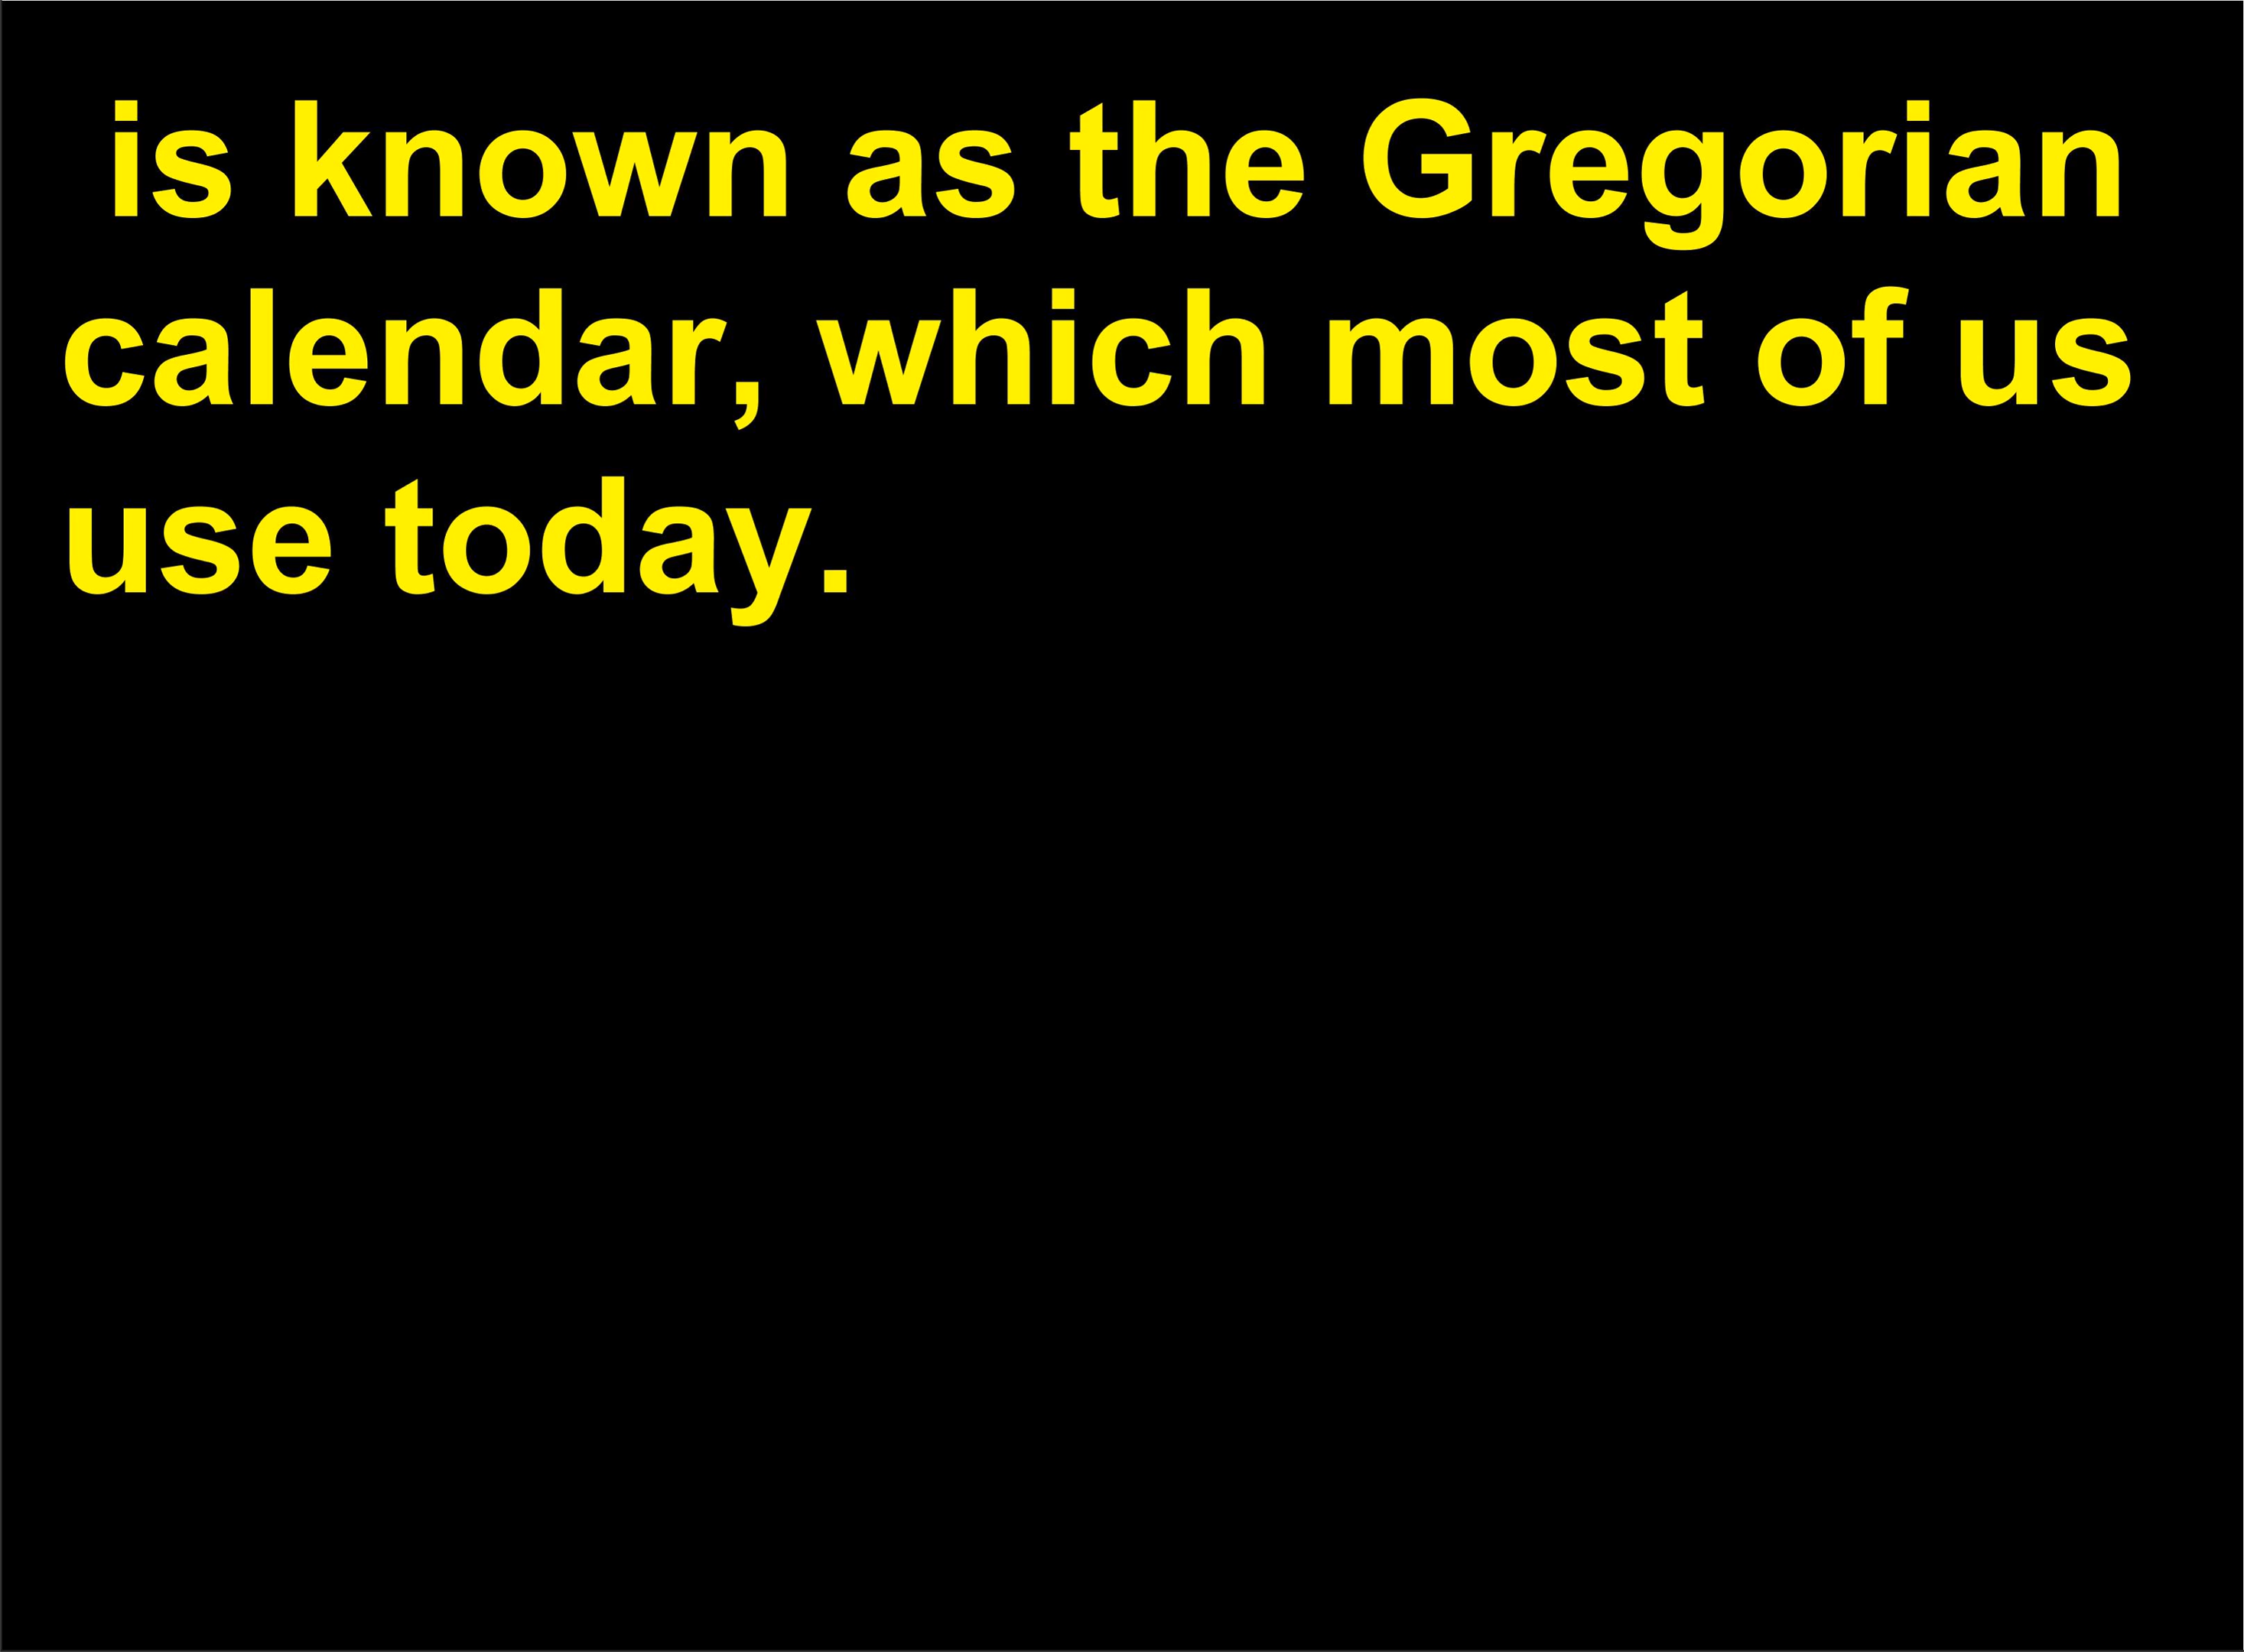 is known as the Gregorian
calendar, which most of us
use today.